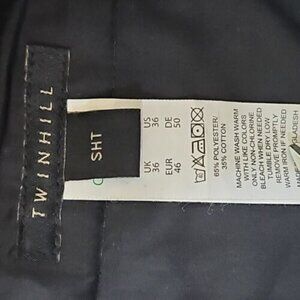 TWINHILL
SHT
US DE
36 50
UK EUR
36 46
65% POLYESTER/
35% COTTON
MACHINE WASH WARM
WITH LIKE COLORS
ONLY NON-CHLORINE
BLEACH WHEN NEEDED
TUMBLE DRY LOW
REMOVE PROMPTLY
WARM IRON IF NEEDED
MADE